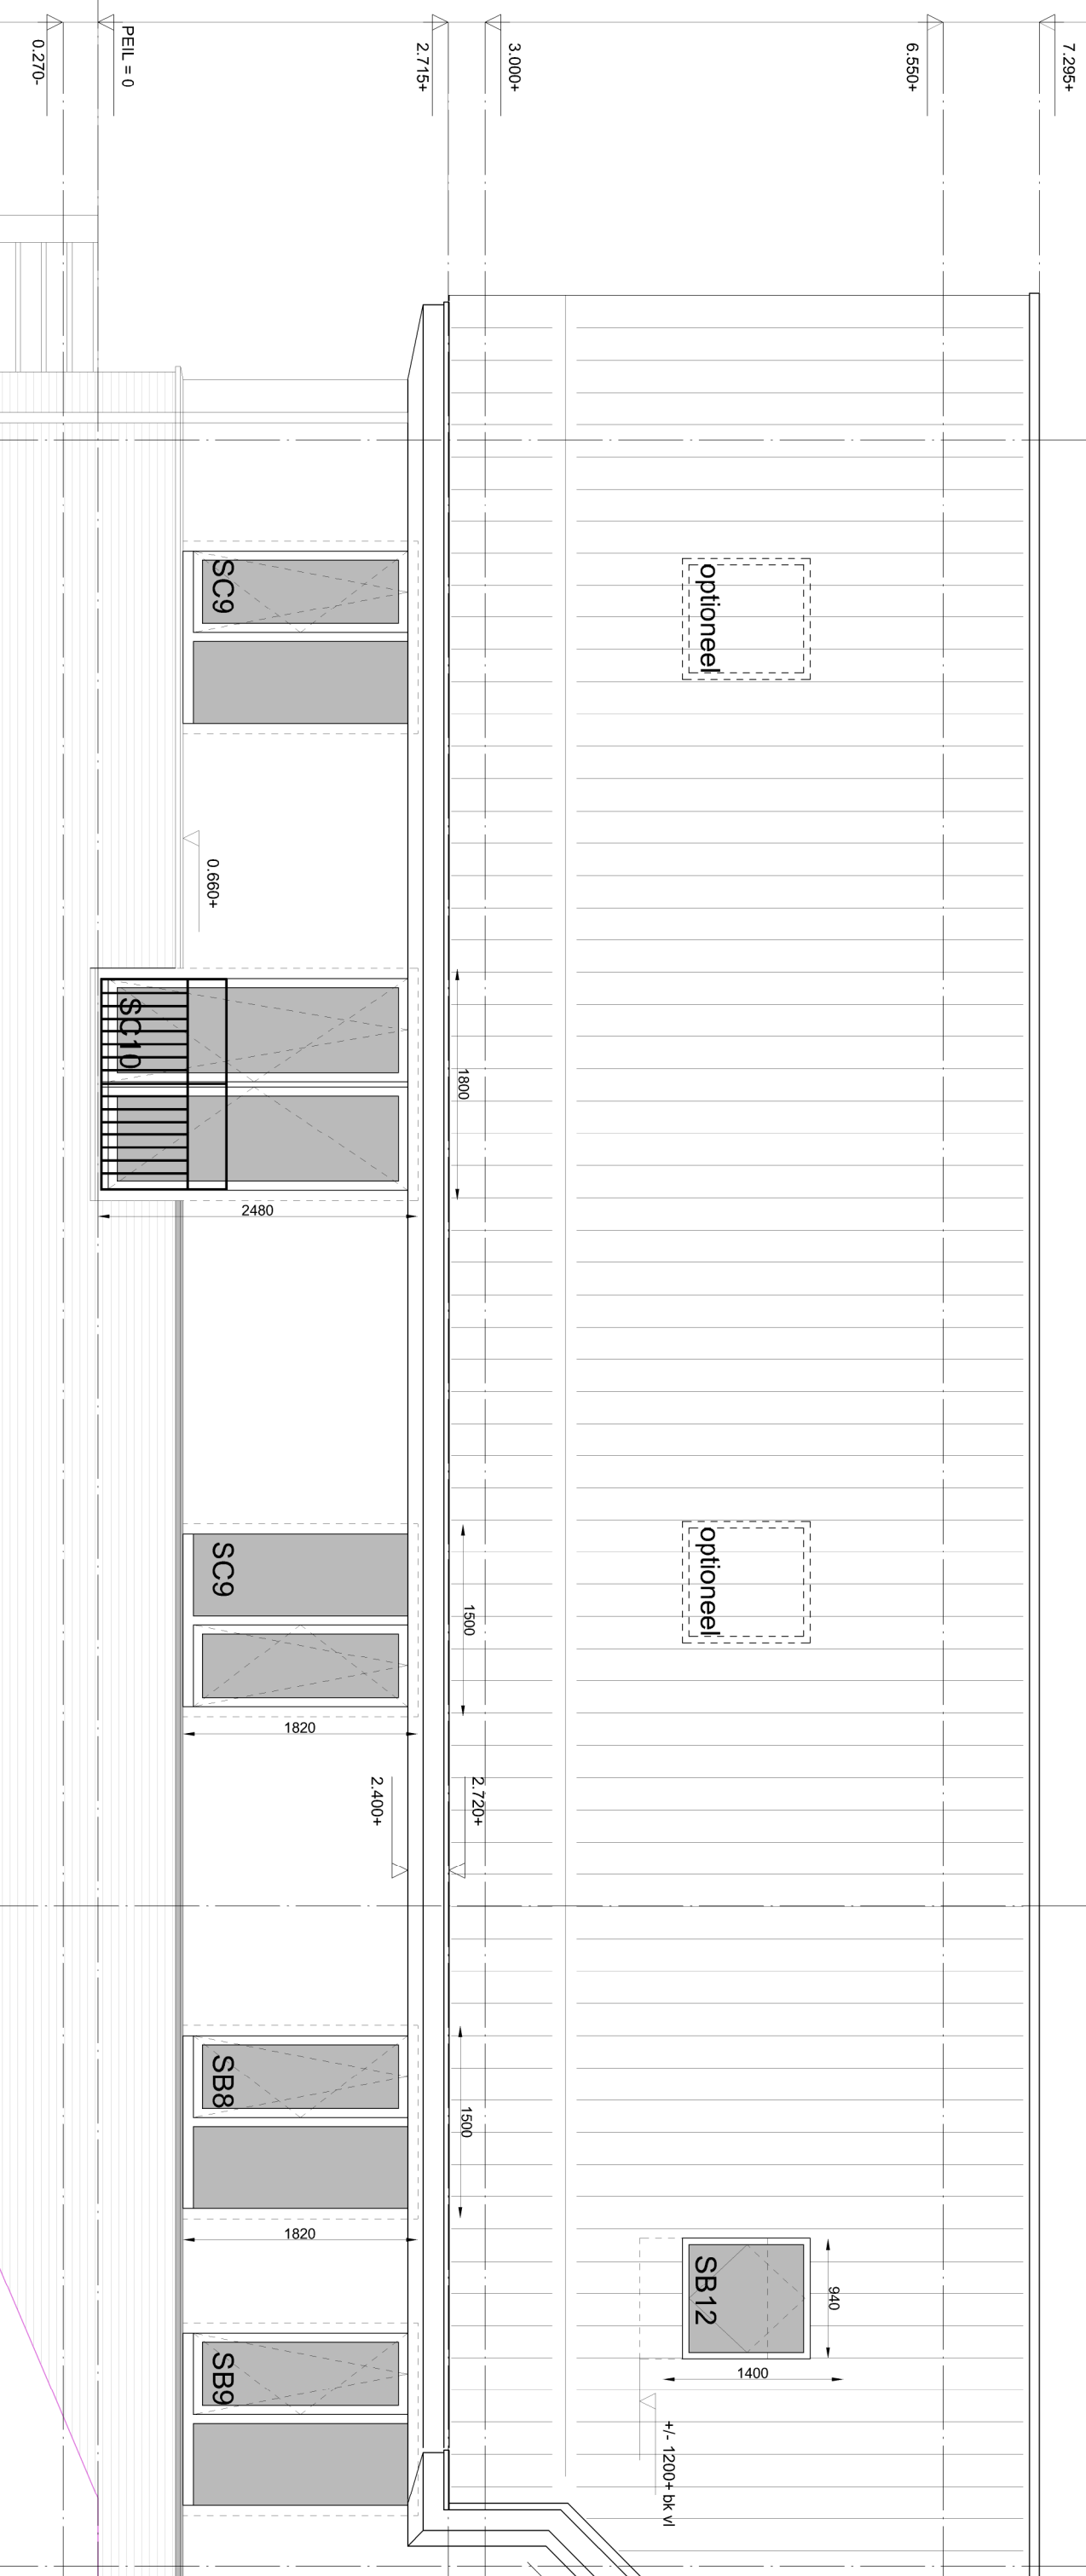 7.295+
6.550+
3.000+
2.715+
PEIL = 0
0.270-
optioneel
SC9
0.660+
SC10
1800
2480
optioneel
SC9
1500
1820
2.720+
2.400+
SB8
1500
1820
SB12
940
1400
SB9
+/- 1200+ bk vl